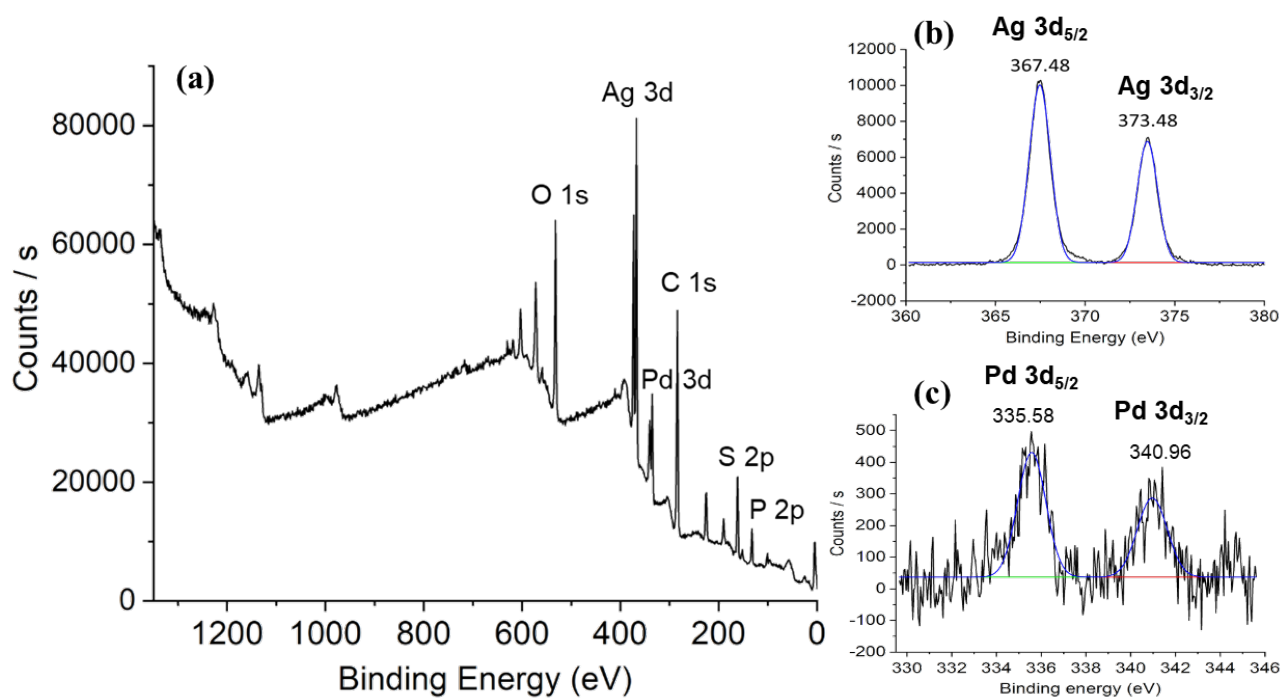 (a)
Ag 3d
O 1s
C 1s
Pd 3d
S 2p
P 2p
80000
60000
40000
20000
0
Counts / s
1200 1000 800 600 400 200 0
Binding Energy (eV)
(b)
Ag 3d5/2
367.48
Ag 3d3/2
373.48
12000
10000
8000
6000
4000
2000
0
-2000
Counts / s
360 365 370 375 380
Binding Energy (eV)
(c)
Pd 3d5/2
335.58
Pd 3d3/2
340.96
500
400
300
200
100
0
-100
-200
Counts / s
330 332 334 336 338 340 342 344 346
Binding energy (eV)